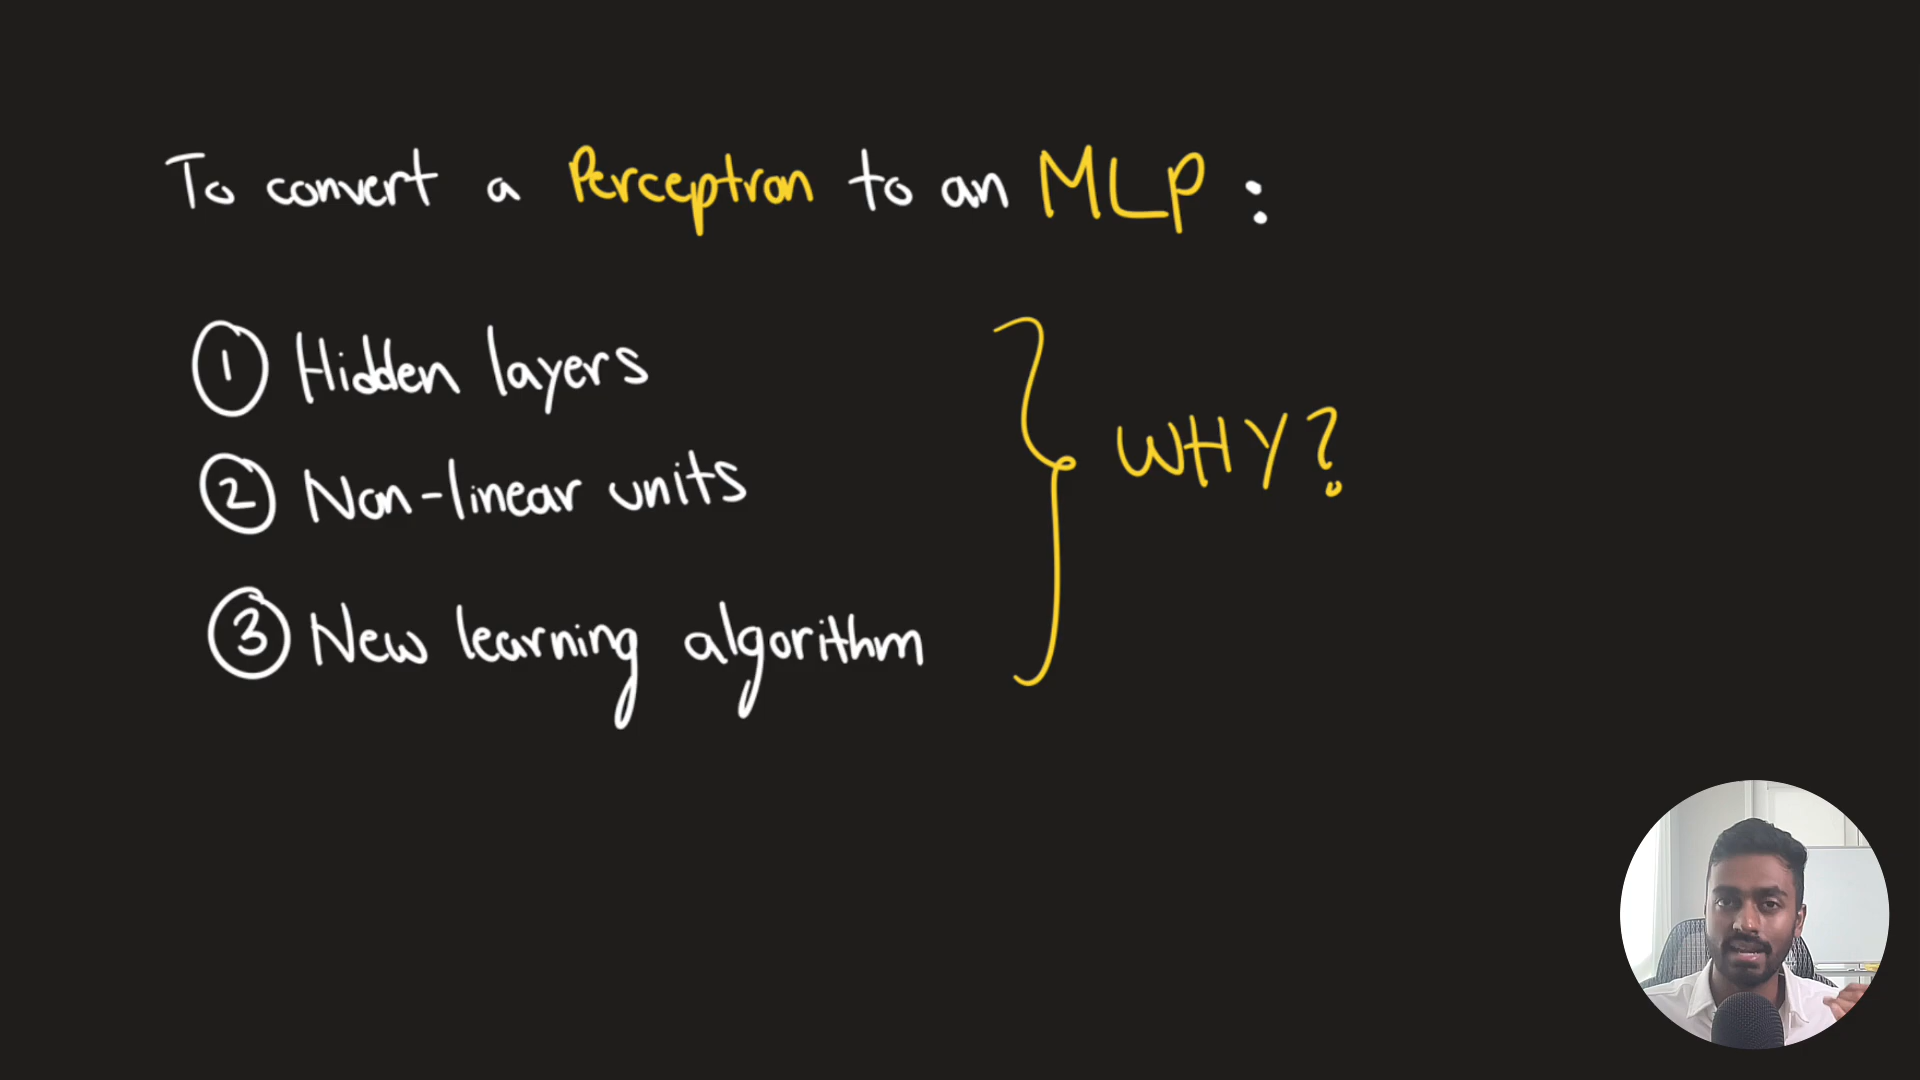 To convert a Perceptron to an MLP :
1 Hidden layers
2 Non-linear units
3 New learning algorithm
WHY?